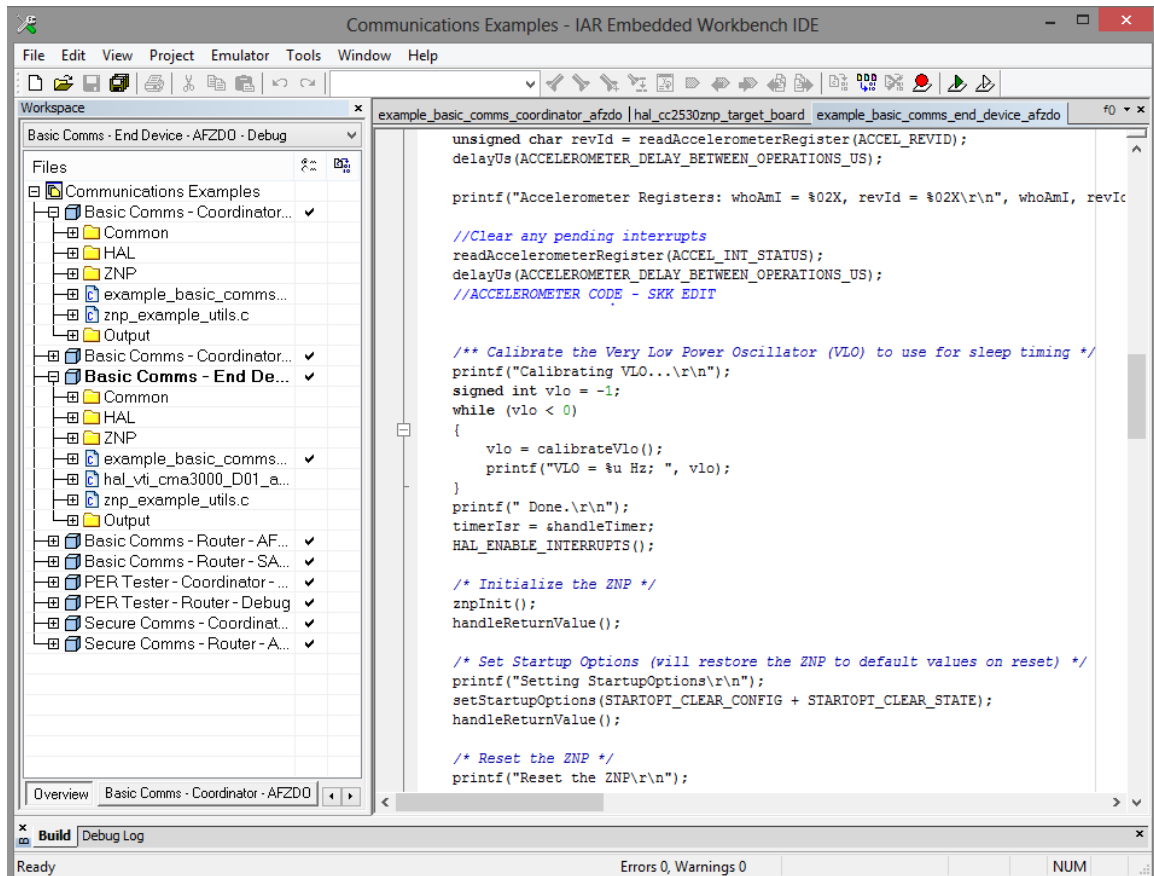 Communications Examples - IAR Embedded Workbench IDE
File Edit View Project Emulator Tools Window Help
Workspace
Basic Comms - End Device - AFZDO - Debug
Files
Communications Examples
Basic Comms - Coordinator...
Common
HAL
ZNP
example_basic_comms...
znp_example_utils.c
Output
Basic Comms - Coordinator...
Basic Comms - End De...
Common
HAL
ZNP
example_basic_comms...
hal_vti_cma3000_D01_a...
znp_example_utils.c
Output
Basic Comms - Router - AF...
Basic Comms - Router - SA...
PER Tester - Coordinator - ...
PER Tester - Router - Debug
Secure Comms - Coordinat...
Secure Comms - Router - A...
Overview Basic Comms - Coordinator - AFZDO
example_basic_comms_coordinator_afzdo | hal_cc2530znp_target_board example_basic_comms_end_device_afzdo f()
unsigned char revId = readAccelerometerRegister(ACCEL_REVID);
delayUs(ACCELEROMETER_DELAY_BETWEEN_OPERATIONS_US);
printf("Accelerometer Registers: whoAmI = %02X, revId = %02X\r\n", whoAmI, revId
//Clear any pending interrupts
readAccelerometerRegister(ACCEL_INT_STATUS);
delayUs(ACCELEROMETER_DELAY_BETWEEN_OPERATIONS_US);
//ACCELEROMETER CODE - SKK EDIT
/** Calibrate the Very Low Power Oscillator (VLO) to use for sleep timing */
printf("Calibrating VLO...\r\n");
signed int vlo = -1;
while (vlo < 0)
{
vlo = calibrateVlo();
printf("VLO = %u Hz; ", vlo);
}
printf(" Done.\r\n");
timerIsr = &handleTimer;
HAL_ENABLE_INTERRUPTS();
/* Initialize the ZNP */
znpInit();
handleReturnValue();
/* Set Startup Options (will restore the ZNP to default values on reset) */
printf("Setting StartupOptions\r\n");
setStartupOptions(STARTOPT_CLEAR_CONFIG + STARTOPT_CLEAR_STATE);
handleReturnValue();
/* Reset the ZNP */
printf("Reset the ZNP\r\n");
Build Debug Log
Ready Errors 0, Warnings 0 NUM